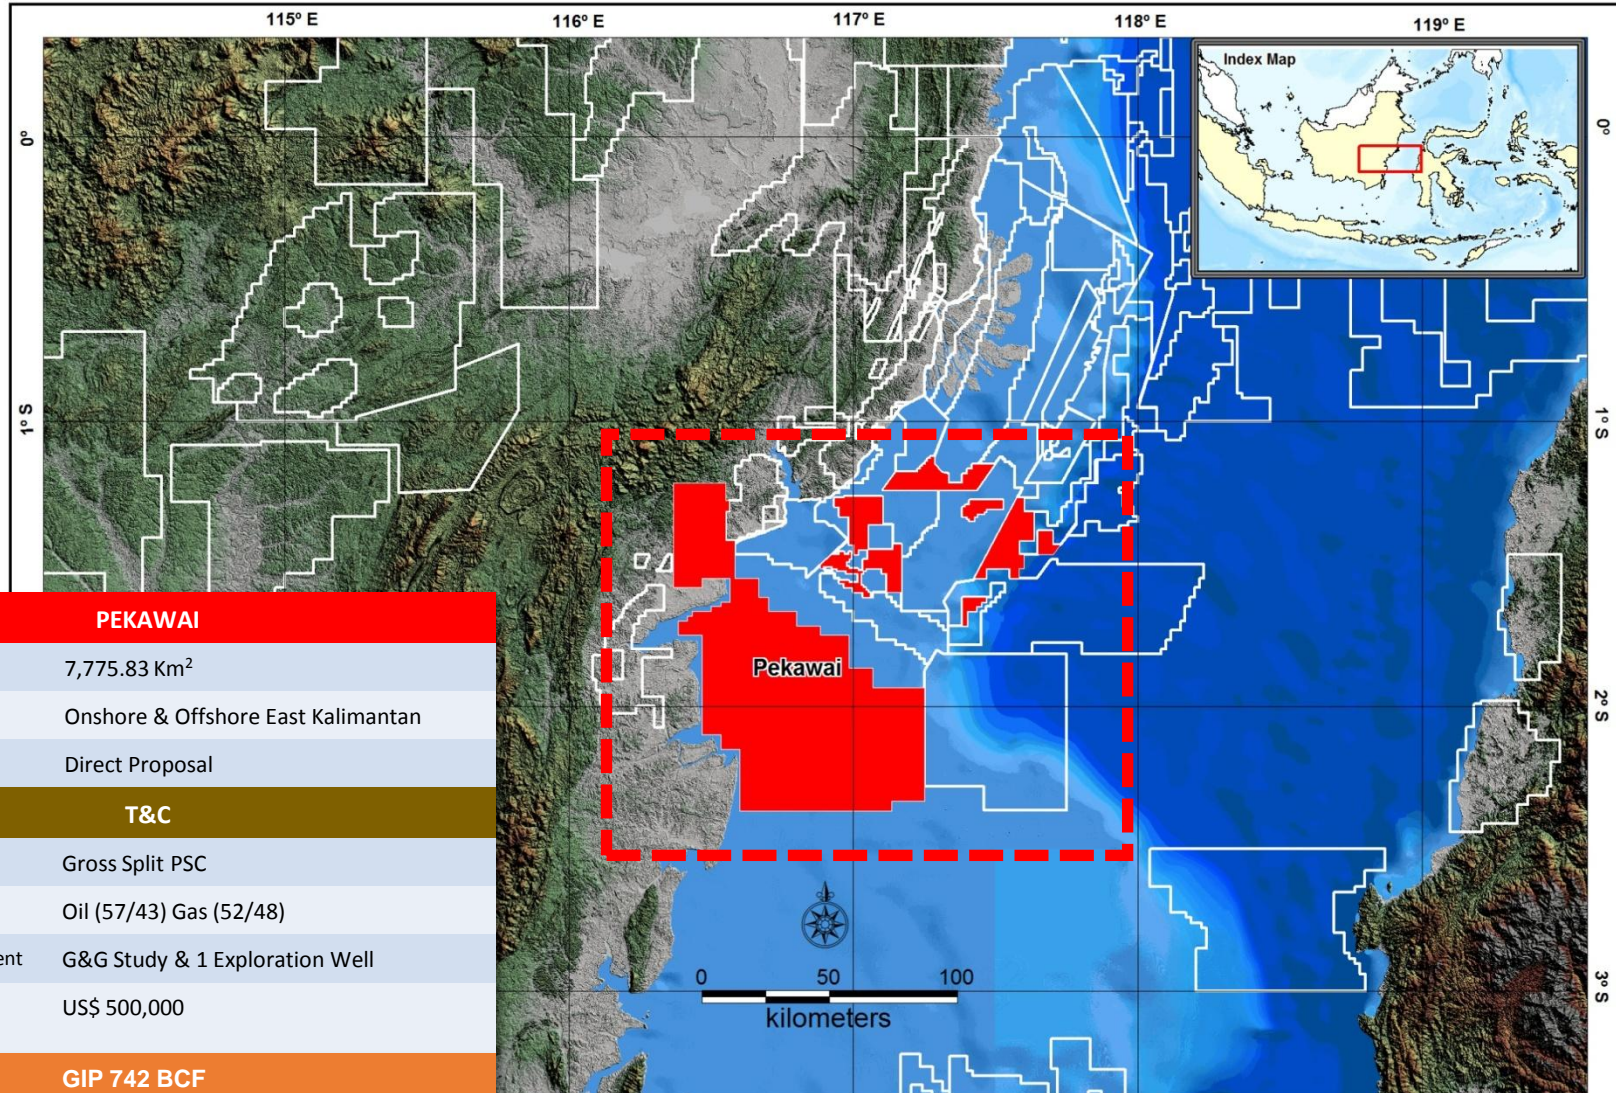 115° E 116° E 117° E 118° E 119° E
Index Map
0° 0°
1° S 1° S
PEKAWAI
7,775.83 Km²
Onshore & Offshore East Kalimantan
Direct Proposal
T&C
Gross Split PSC
Oil (57/43) Gas (52/48)
ent G&G Study & 1 Exploration Well
US$ 500,000
GIP 742 BCF
Pekawai
2° S
3° S
0 50 100
kilometers